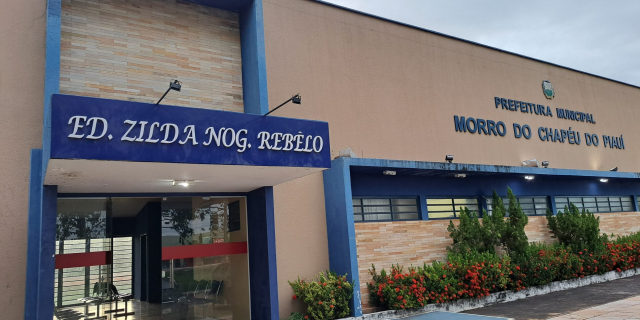 ED. ZILDA NOG. REBÊLO
PREFEITURA MUNICIPAL
MORRO DO CHAPÉU DO PIAUÍ